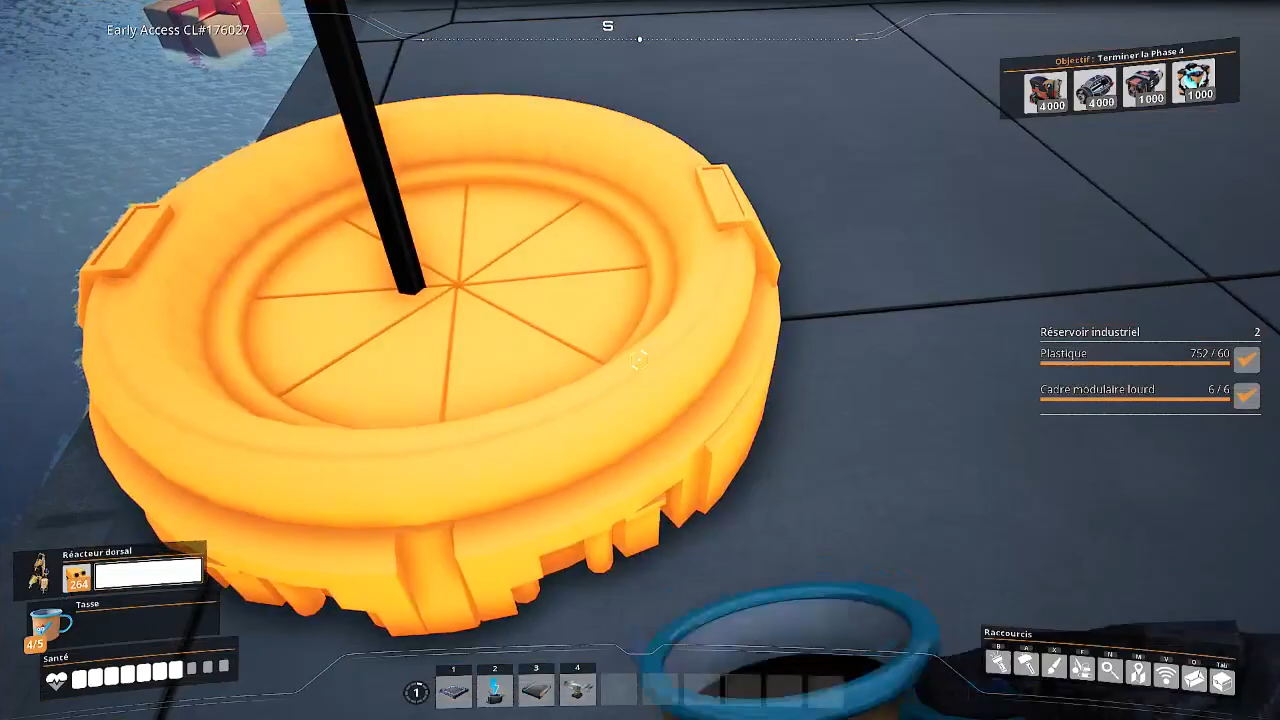 S
Early Access CL#176027
Objectif : Terminer la Phase 4
4000 4000 1000 1000
Réservoir industriel 2
Plastique 752 / 60
Cadre modulaire lourd 6 / 6
Réacteur dorsal
264
Tasse
4/5
Santé
1
1 2 3 4
Raccourcis
B A X F N M V O Tab